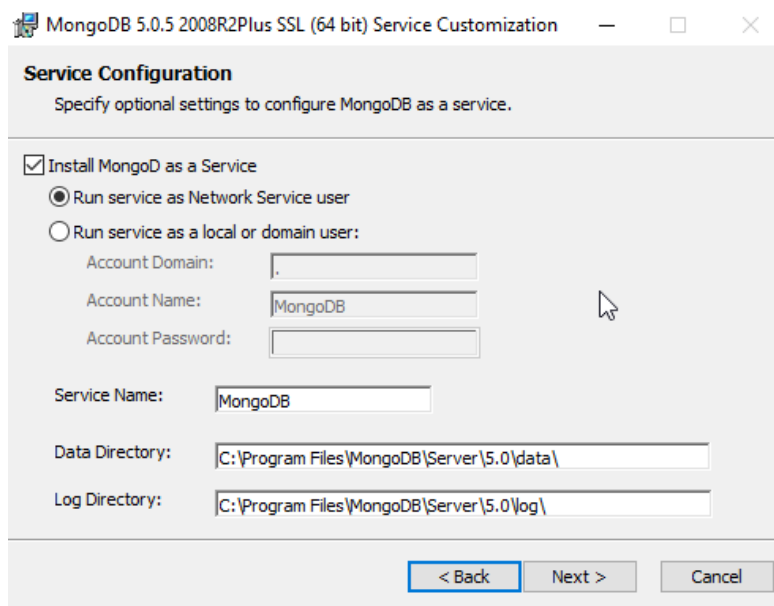 MongoDB 5.0.5 2008R2Plus SSL (64 bit) Service Customization
Service Configuration
Specify optional settings to configure MongoDB as a service.
Install MongoD as a Service
Run service as Network Service user
Run service as a local or domain user:
Account Domain: .
Account Name: MongoDB
Account Password:
Service Name: MongoDB
Data Directory: C:\Program Files\MongoDB\Server\5.0\data\
Log Directory: C:\Program Files\MongoDB\Server\5.0\log\
< Back Next > Cancel